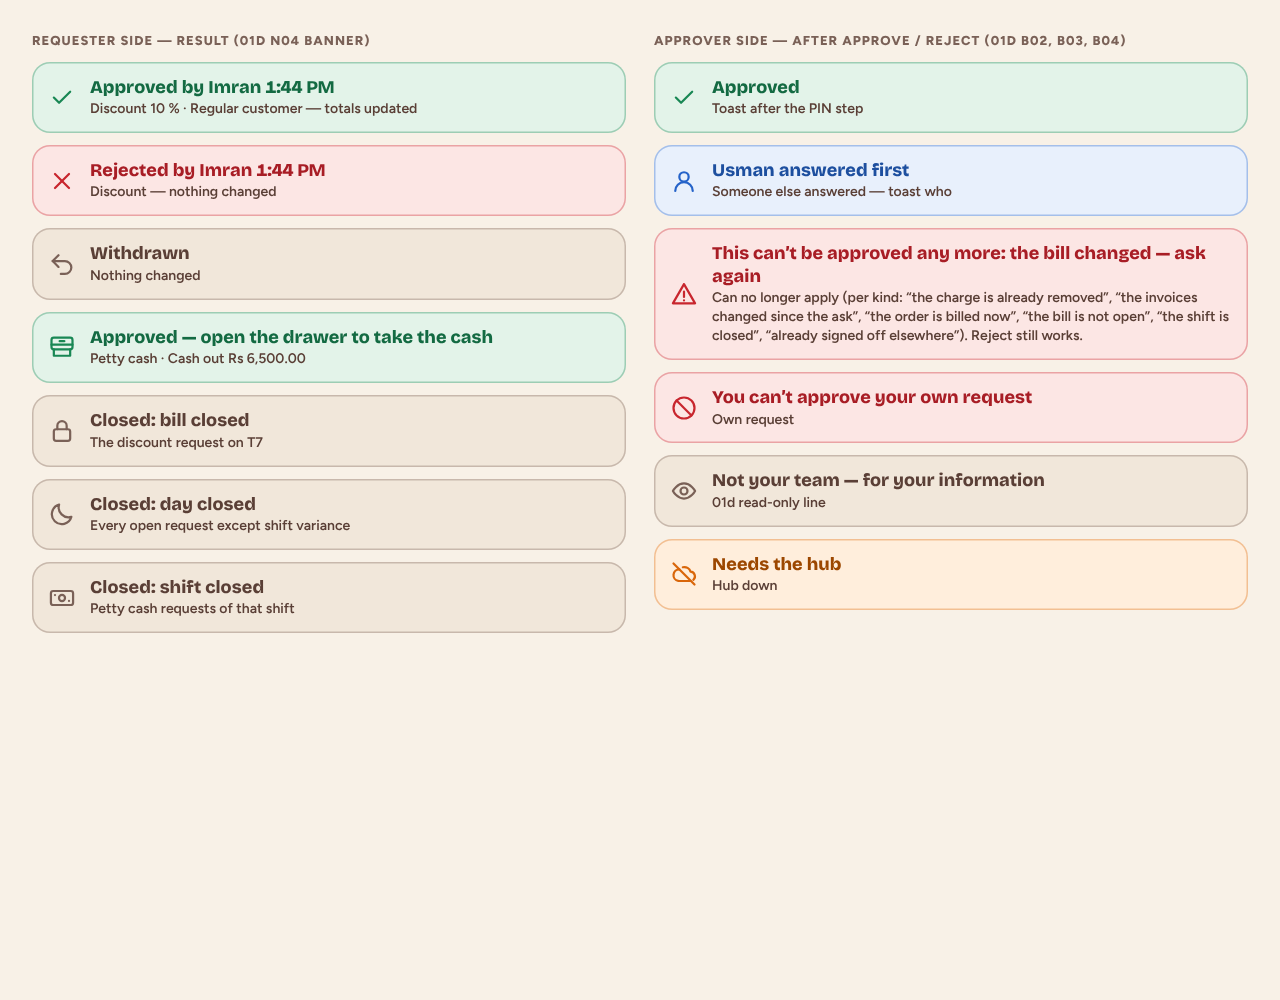 REQUESTER SIDE — RESULT (01D N04 BANNER)
Approved by Imran 1:44 PM
Discount 10 % · Regular customer — totals updated
Rejected by Imran 1:44 PM
Discount — nothing changed
Withdrawn
Nothing changed
Approved — open the drawer to take the cash
Petty cash · Cash out Rs 6,500.00
Closed: bill closed
The discount request on T7
Closed: day closed
Every open request except shift variance
Closed: shift closed
Petty cash requests of that shift
APPROVER SIDE — AFTER APPROVE / REJECT (01D B02, B03, B04)
Approved
Toast after the PIN step
Usman answered first
Someone else answered — toast who
This can’t be approved any more: the bill changed — ask
again
Can no longer apply (per kind: “the charge is already removed”, “the invoices
changed since the ask”, “the order is billed now”, “the bill is not open”, “the shift is
closed”, “already signed off elsewhere”). Reject still works.
You can’t approve your own request
Own request
Not your team — for your information
01d read-only line
Needs the hub
Hub down